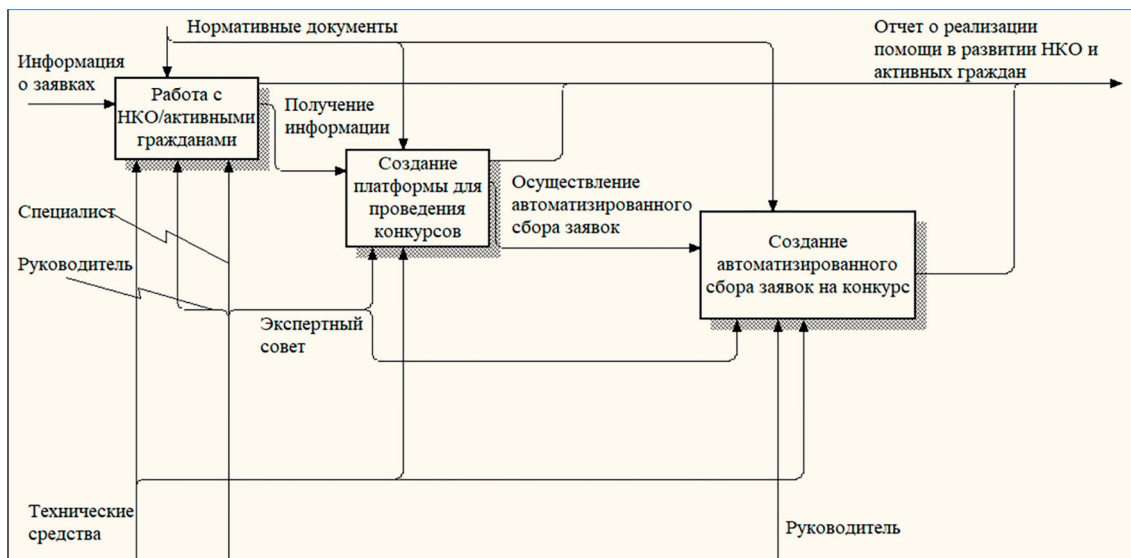 Нормативные документы
Отчет о реализации
помощи в развитии НКО и
активных граждан
Информация
о заявках
Работа с
НКО/активными
гражданами
Получение
информации
Создание
платформы для
проведения
конкурсов
Осуществление
автоматизированного
сбора заявок
Специалист
Руководитель
Создание
автоматизированного
сбора заявок на конкурс
Экспертный
совет
Технические
средства
Руководитель